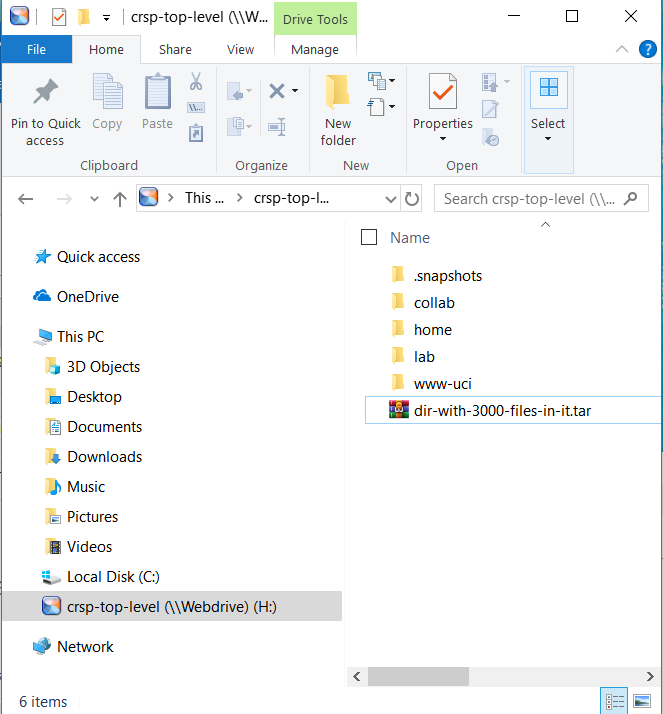 crsp-top-level (\\W...
Drive Tools
File
Home
Share
View
Manage
Pin to Quick
access
Copy
Paste
New
folder
Properties
Select
Clipboard
Organize
New
Open
This ...
crsp-top-l...
Search crsp-top-level (\\...
Name
Quick access
OneDrive
This PC
3D Objects
Desktop
Documents
Downloads
Music
Pictures
Videos
Local Disk (C:)
crsp-top-level (\\Webdrive) (H:)
Network
.snapshots
collab
home
lab
www-uci
dir-with-3000-files-in-it.tar
6 items